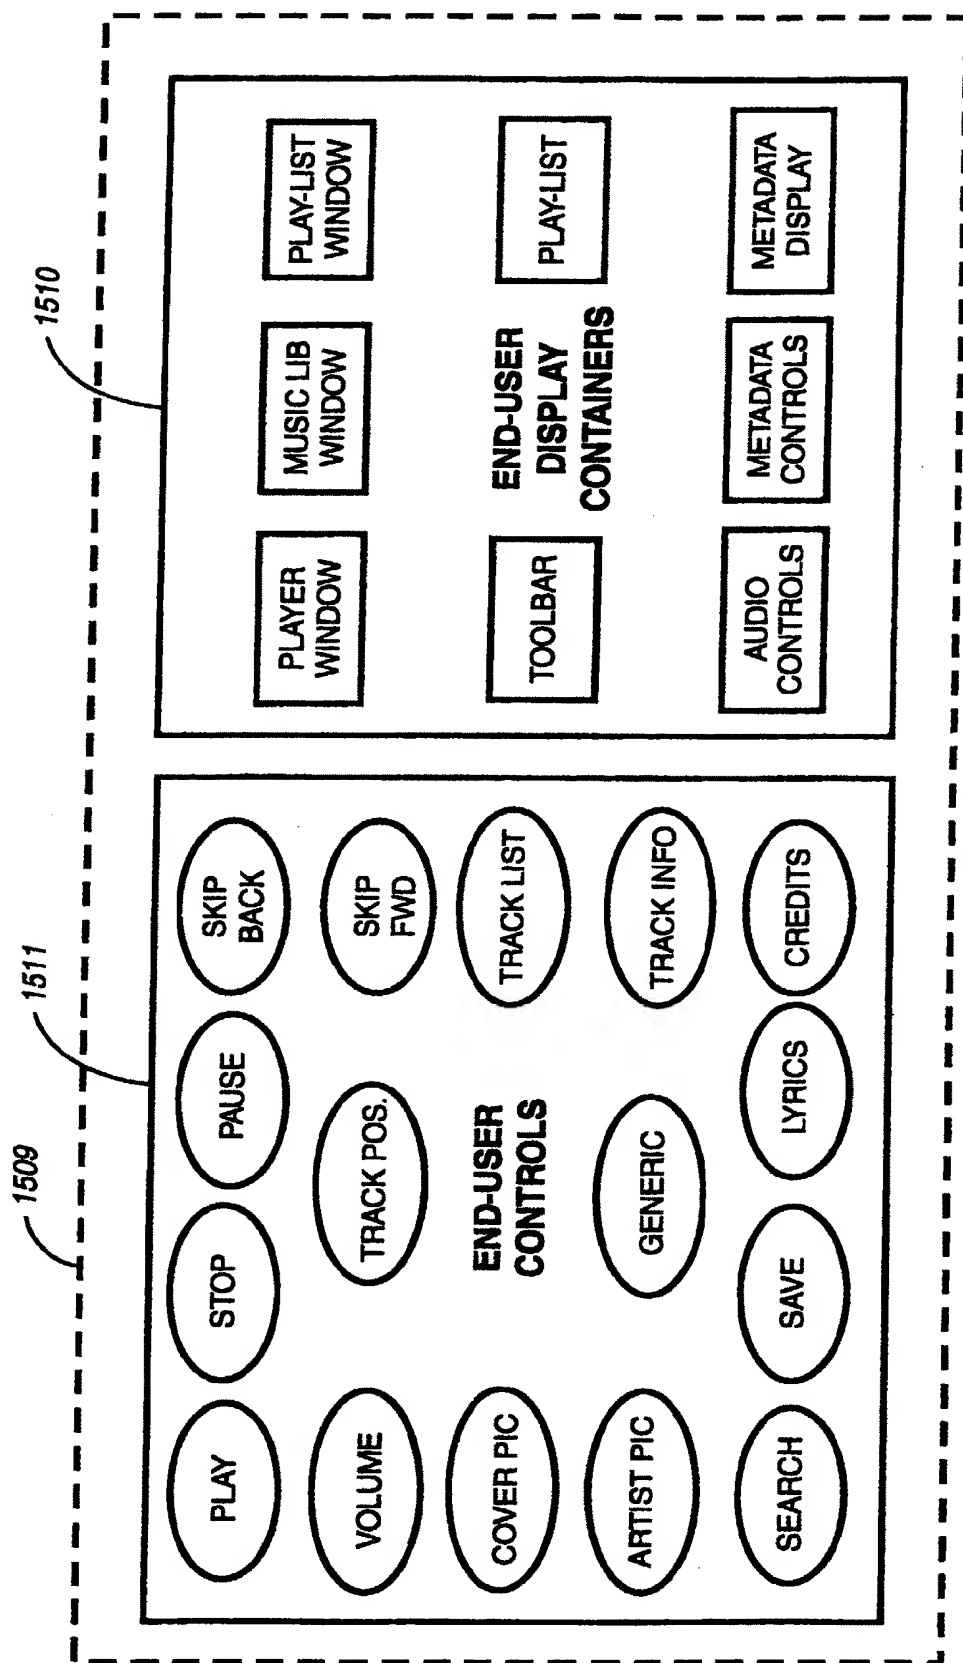 1509
1511
1510
PLAY
STOP
PAUSE
SKIP
BACK
VOLUME
TRACK POS.
SKIP
FWD
COVER PIC
END-USER
CONTROLS
TRACK LIST
ARTIST PIC
GENERIC
TRACK INFO
SEARCH
SAVE
LYRICS
CREDITS
PLAYER
WINDOW
MUSIC LIB
WINDOW
PLAY-LIST
WINDOW
TOOLBAR
END-USER
DISPLAY
CONTAINERS
PLAY-LIST
AUDIO
CONTROLS
METADATA
CONTROLS
METADATA
DISPLAY